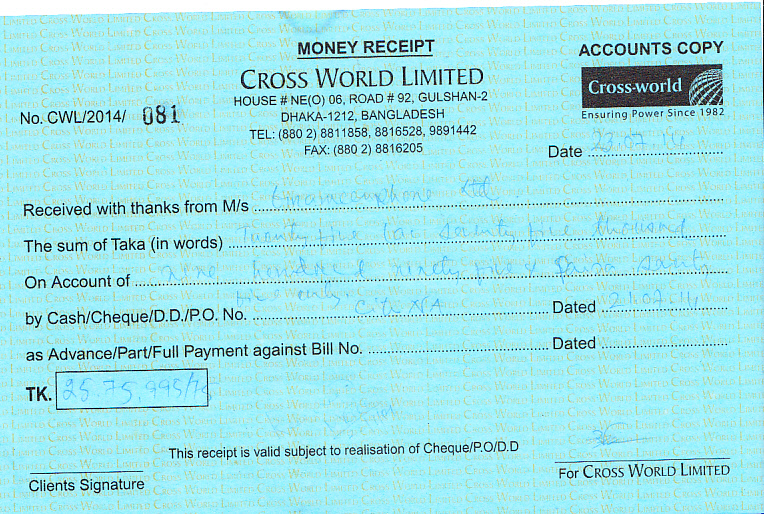 MONEY RECEIPT
ACCOUNTS COPY
CROSS WORLD LIMITED
HOUSE # NE(O) 06, ROAD # 92, GULSHAN-2
DHAKA-1212, BANGLADESH
TEL: (880 2) 8811858, 8816528, 9891442
FAX: (880 2) 8816205
Cross-world
Ensuring Power Since 1982
No. CWL/2014/ 081
Date 23.07.14
Received with thanks from M/s Grameenphone Ltd
The sum of Taka (in words) Twenty five lac seventy five thousand
On Account of nine hundred ninety five & paisa
five only.
by Cash/Cheque/D.D./P.O. No. Citi NA Dated 21.07.14
as Advance/Part/Full Payment against Bill No. Dated
TK. 25,75,995/
This receipt is valid subject to realisation of Cheque/P.O/D.D
Clients Signature
For CROSS WORLD LIMITED